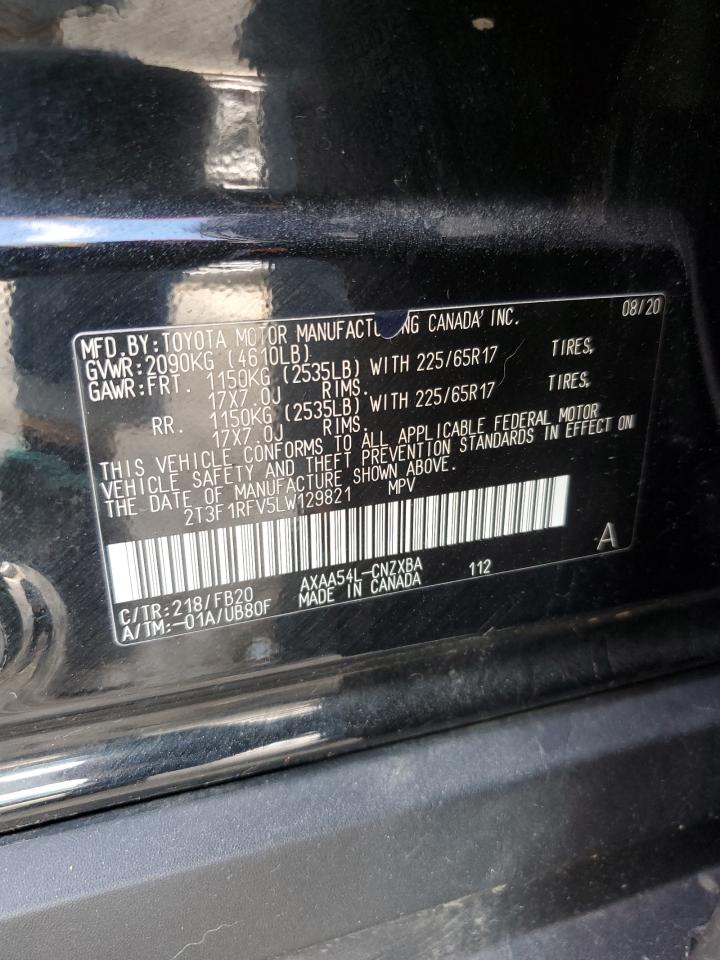 08/20
MFD.BY:TOYOTA MOTOR MANUFACTURING CANADA INC.
GVWR:2090KG (4610LB)
GAWR:FRT. 1150KG (2535LB) WITH 225/65R17 TIRES,
17X7.0J RIMS.
RR. 1150KG (2535LB) WITH 225/65R17 TIRES,
17X7.0J RIMS.
THIS VEHICLE CONFORMS TO ALL APPLICABLE FEDERAL MOTOR
VEHICLE SAFETY AND THEFT PREVENTION STANDARDS IN EFFECT ON
THE DATE OF MANUFACTURE SHOWN ABOVE.
2T3F1RFV5LW129821 MPV
A
C/TR:218/FB20 AXAA54L-CNZXBA 112
A/TM:-01A/UB80F MADE IN CANADA